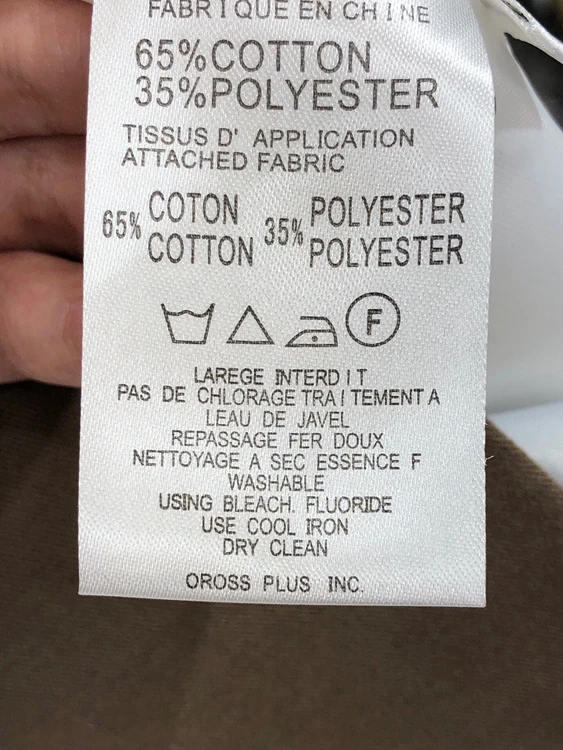 FABRIQUE EN CHINE
65%COTTON
35%POLYESTER
TISSUS D' APPLICATION
ATTACHED FABRIC
65% COTON COTTON 35% POLYESTER POLYESTER
F
LAREGE INTERDIT
PAS DE CHLORAGE TRAITEMENT A
LEAU DE JAVEL
REPASSAGE FER DOUX
NETTOYAGE A SEC ESSENCE F
WASHABLE
USING BLEACH. FLUORIDE
USE COOL IRON
DRY CLEAN
OROSS PLUS INC.